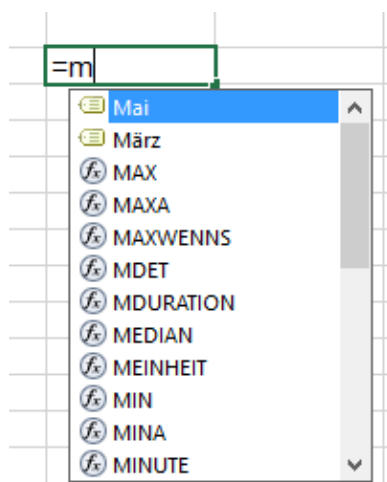 =m
Mai
März
MAX
MAXA
MAXWENNS
MDET
MDURATION
MEDIAN
MEINHEIT
MIN
MINA
MINUTE